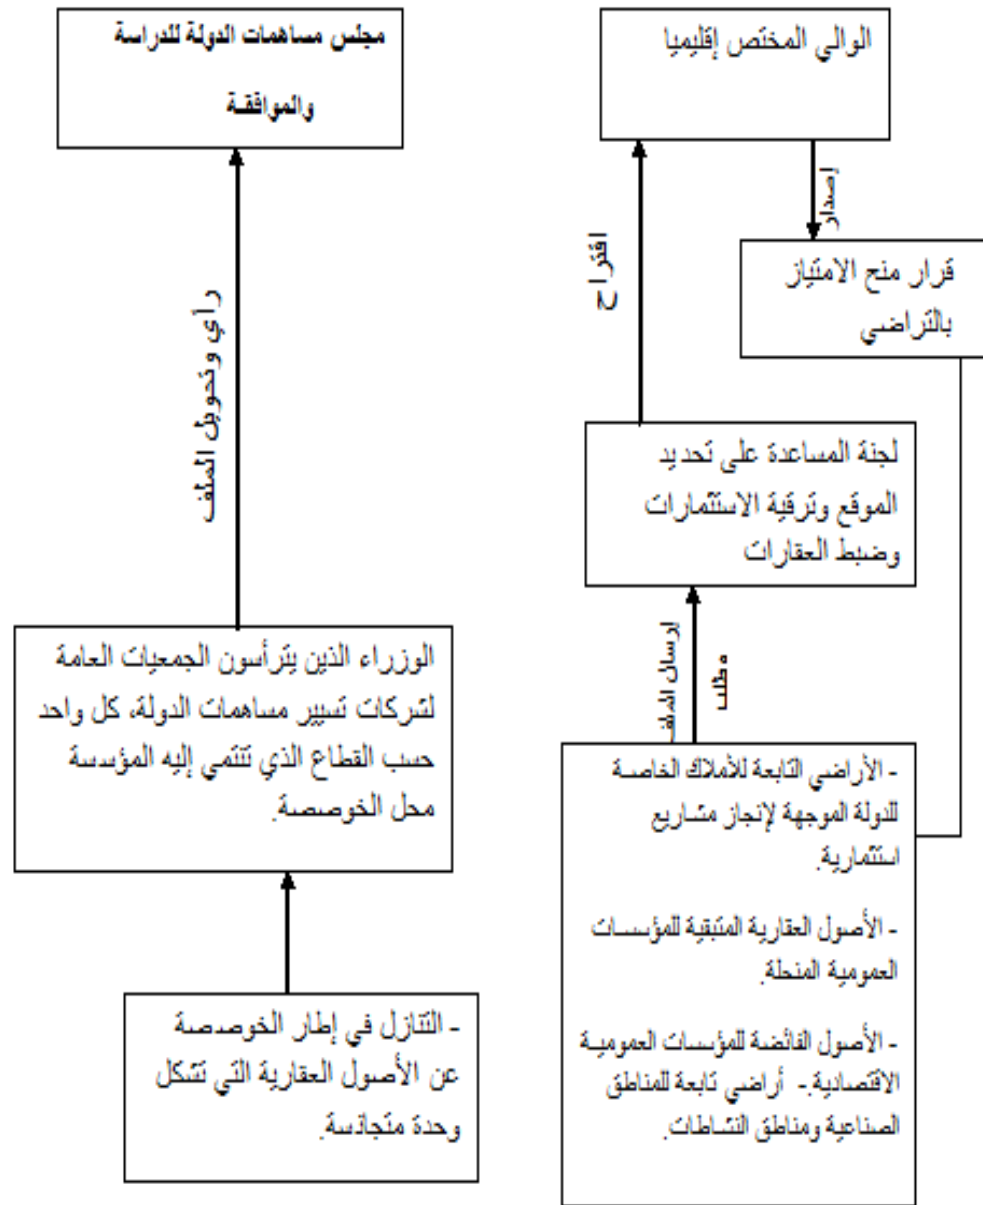 الوالي المختص إقليميا
إصدار
قرار منح الامتياز
بالتراضي
اقتراح
لجنة المساعدة على تحديد
الموقع وترقية الاستثمارات
وضبط العقارات
إرسال الملف
وطلب
- الأراضي التابعة للأملاك الخاصة
للدولة الموجهة لإنجاز مشاريع
استثمارية.
- الأصول العقارية المتبقية للمؤسسات
العمومية المنحلة.
- الأصول الفائضة للمؤسسات العمومية
الاقتصادية.- أراضي تابعة للمناطق
الصناعية ومناطق النشاطات.
مجلس مساهمات الدولة للدراسة
والموافقة
رأي وتحويل الملف
الوزراء الذين يترأسون الجمعيات العامة
لشركات تسيير مساهمات الدولة، كل واحد
حسب القطاع الذي تنتمي إليه المؤسسة
محل الخوصصة.
- التنازل في إطار الخوصصة
عن الأصول العقارية التي تشكل
وحدة متجانسة.